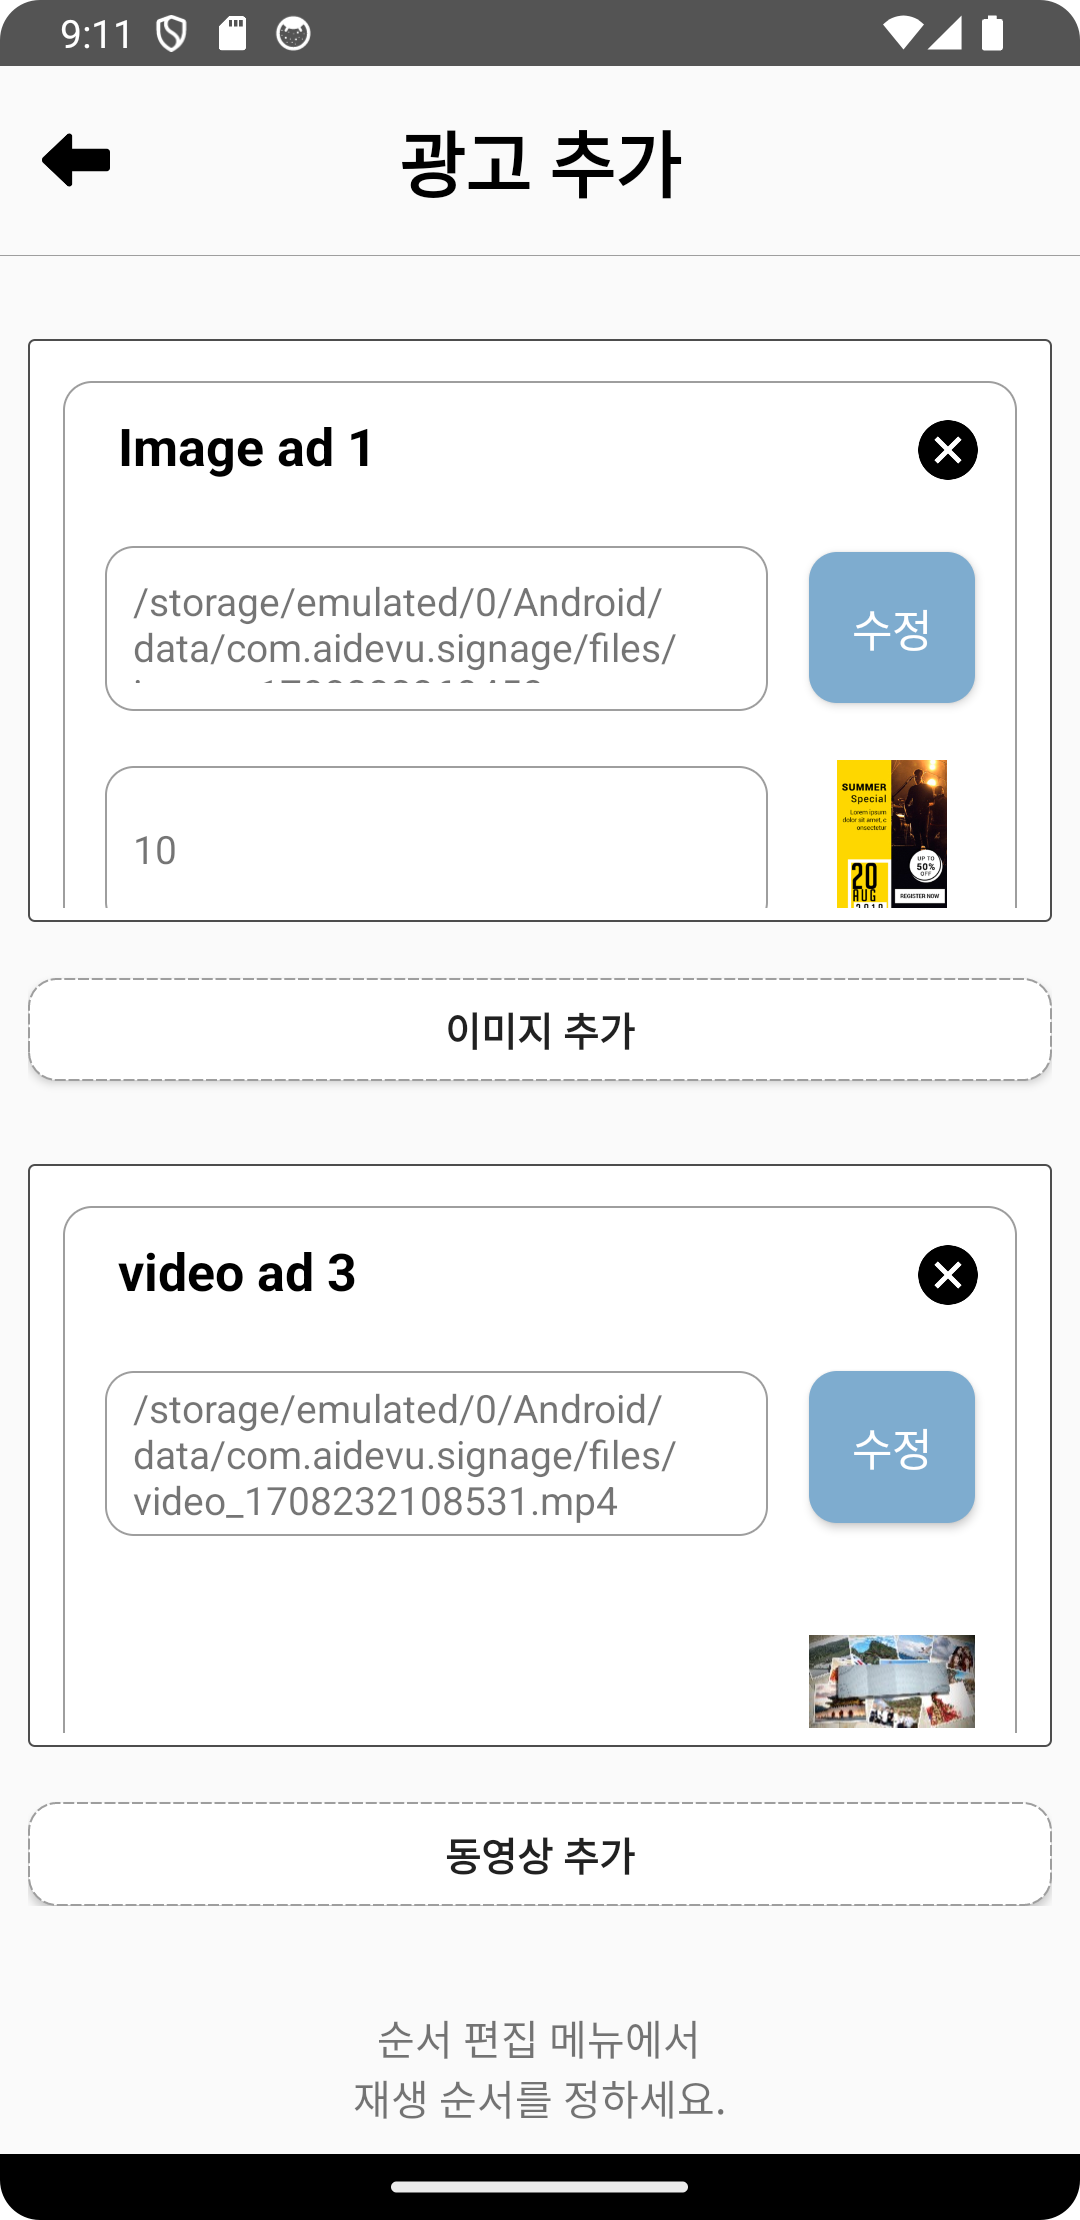 9:11
광고 추가
Image ad 1
/storage/emulated/0/Android/
data/com.aidevu.signage/files/
수정
10
SUMMER
Special
Lorem ipsum
dolor sit amet, c
onsectetur
UP TO
50%
OFF
20
AUG
REGISTER NOW
이미지 추가
video ad 3
/storage/emulated/0/Android/
data/com.aidevu.signage/files/
video_1708232108531.mp4
수정
동영상 추가
순서 편집 메뉴에서
재생 순서를 정하세요.